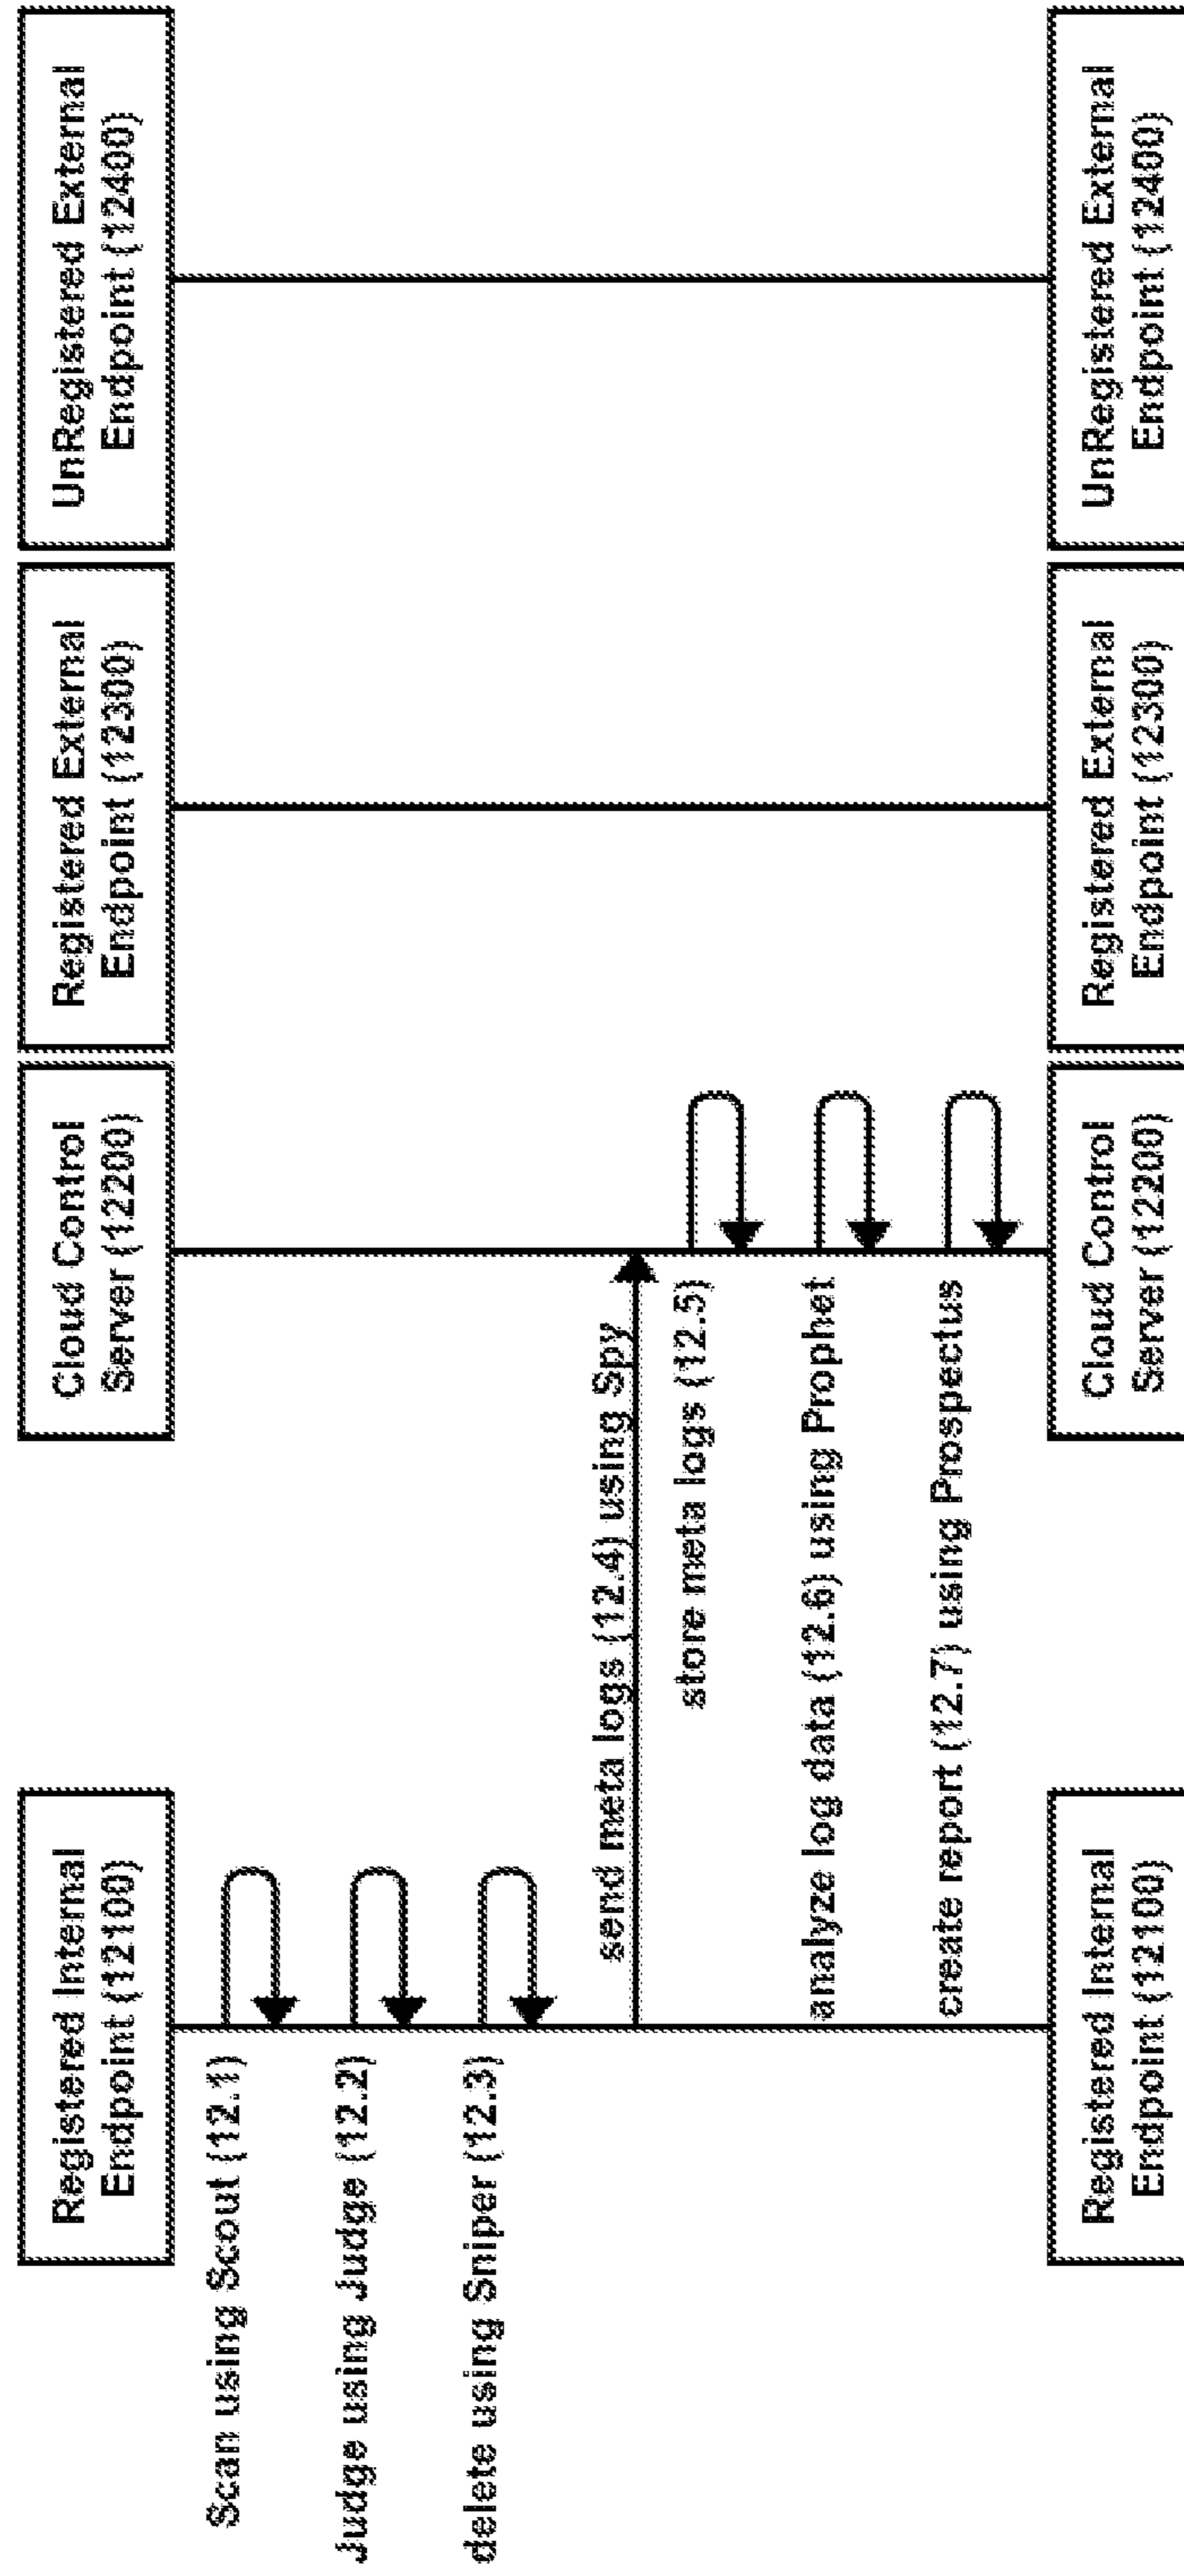 Registered Internal
Endpoint (12100)
Cloud Control
Server (12200)
Registered External
Endpoint (12300)
UnRegistered External
Endpoint (12400)
Scan using Scout (12.1)
Judge using Judge (12.2)
delete using Sniper (12.3)
send meta logs (12.4) using Spy
store meta logs (12.5)
analyze log data (12.6) using Prophet
create report (12.7) using Prospectus
Registered Internal
Endpoint (12100)
Cloud Control
Server (12200)
Registered External
Endpoint (12300)
UnRegistered External
Endpoint (12400)